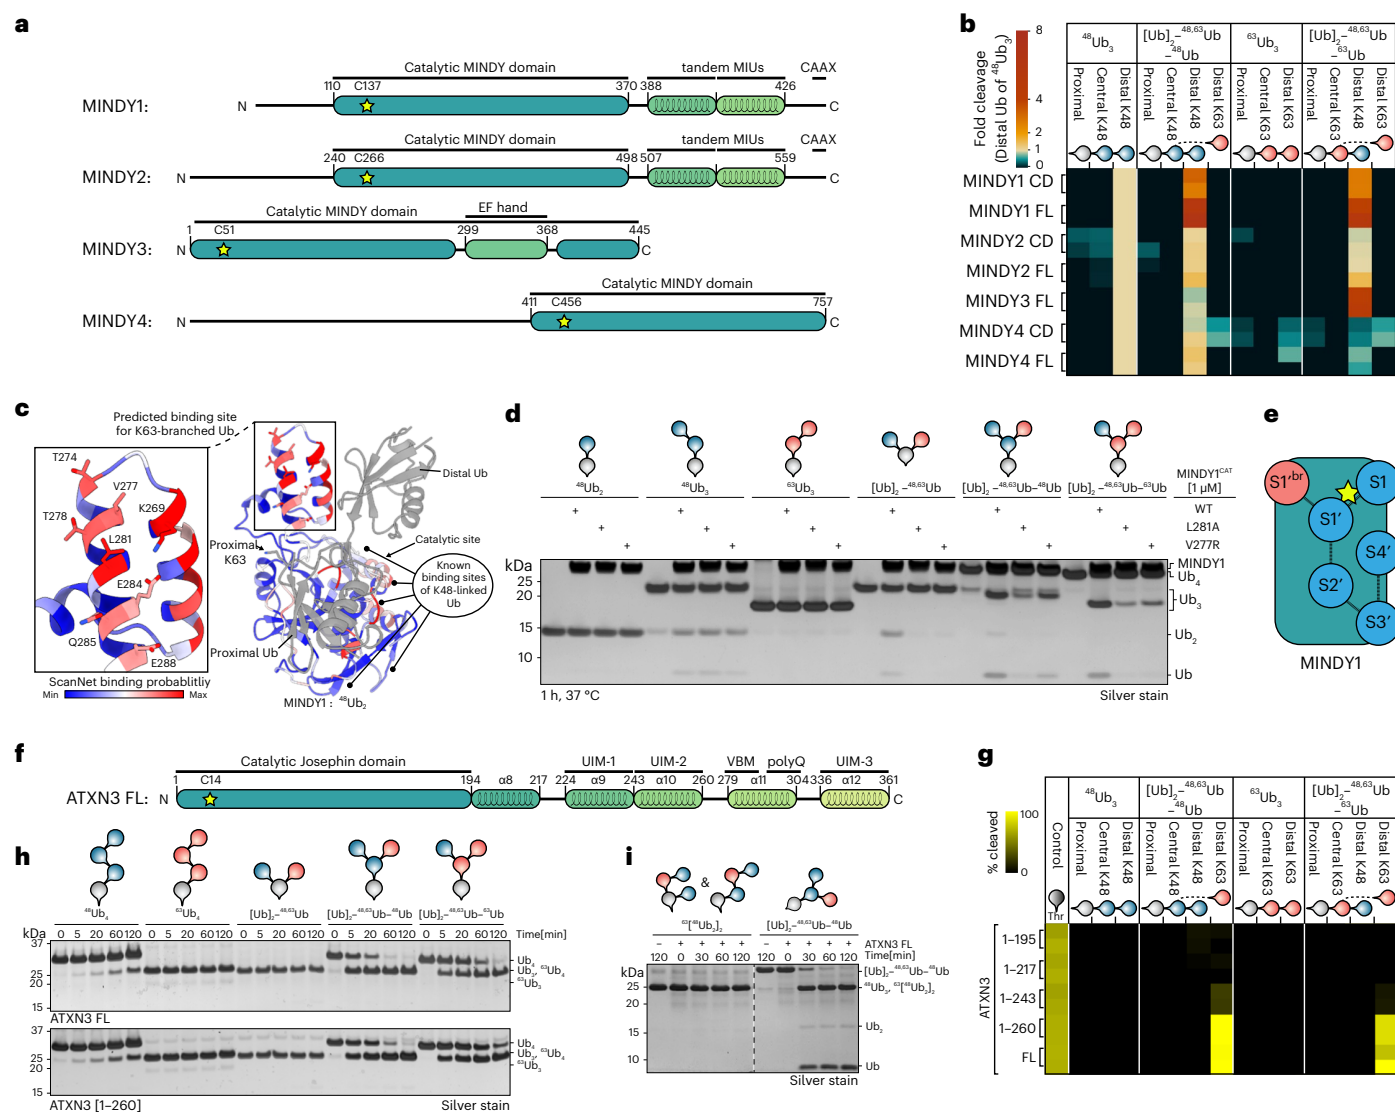 a
Catalytic MINDY domain
tandem MIUs
CAAX
110
C137
370
388
426
MINDY1:
N
C
Catalytic MINDY domain
tandem MIUs
CAAX
240
C266
498
507
559
MINDY2:
N
C
Catalytic MINDY domain
EF hand
1
C51
299
368
445
MINDY3:
N
C
Catalytic MINDY domain
411
C456
757
MINDY4:
N
C
b
Fold cleavage
(Distal Ub of 48Ub3)
8
4
2
1
0
48Ub3
[Ub]2–48,63Ub
–48Ub
63Ub3
[Ub]2–48,63Ub
–63Ub
Proximal
Central K48
Distal K48
Proximal
Central K48
Distal K48
Distal K63
Proximal
Central K63
Distal K63
Proximal
Central K63
Distal K48
Distal K63
MINDY1 CD
MINDY1 FL
MINDY2 CD
MINDY2 FL
MINDY3 FL
MINDY4 CD
MINDY4 FL
c
Predicted binding site
for K63-branched Ub
T274
V277
T278
K269
L281
E284
Q285
E288
ScanNet binding probablitliy
Min
Max
Distal Ub
Proximal
K63
Catalytic site
Known
binding sites
of K48-linked
Ub
Proximal Ub
MINDY1 : 48Ub2
d
48Ub2
48Ub3
63Ub3
[Ub]2–48,63Ub
[Ub]2–48,63Ub–48Ub
[Ub]2–48,63Ub–63Ub
MINDY1CAT
[1 µM]
+ + + + + + WT
+ + + + + + L281A
+ + + + + + V277R
kDa
25
20
15
10
MINDY1
Ub4
Ub3
Ub2
Ub
1 h, 37 °C
Silver stain
e
S1′br
S1
S1′
S4′
S2′
S3′
MINDY1
f
Catalytic Josephin domain
UIM-1
UIM-2
VBM
polyQ
UIM-3
1
C14
194
α8
217
224
α9
243
α10
260
279
α11
304
336
α12
361
ATXN3 FL:
N
C
g
% cleaved
100
0
48Ub3
[Ub]2–48,63Ub
–48Ub
63Ub3
[Ub]2–48,63Ub
–63Ub
Control
Proximal
Central K48
Distal K48
Proximal
Central K48
Distal K48
Distal K63
Proximal
Central K63
Distal K63
Proximal
Central K63
Distal K48
Distal K63
Thr
ATXN3
1–195
1–217
1–243
1–260
FL
h
48Ub4
63Ub4
[Ub]2–48,63Ub
[Ub]2–48,63Ub–48Ub
[Ub]2–48,63Ub–63Ub
0 5 20 60 120 0 5 20 60 120 0 5 20 60 120 0 5 20 60 120 0 5 20 60 120 Time[min]
kDa
37
25
20
15
Ub4
Ub3, 63Ub4
63Ub3
ATXN3 FL
37
25
20
15
Ub4
Ub3, 63Ub4
63Ub3
ATXN3 [1–260]
Silver stain
i
&
63[48Ub2]2
[Ub]2–48,63Ub–48Ub
– + + + + – + + + + ATXN3 FL
120 0 30 60 120 120 0 30 60 120 Time[min]
kDa
25
20
15
10
[Ub]2–48,63Ub–48Ub
48Ub3, 63[48Ub2]2
Ub2
Ub
Silver stain